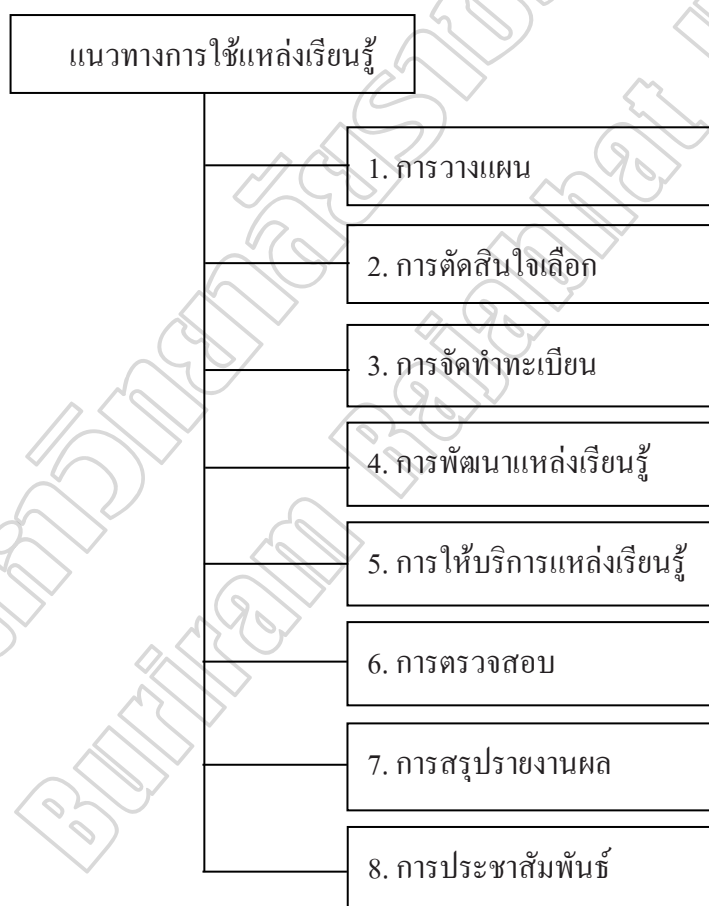 แนวทางการใช้แหล่งเรียนรู้
1. การวางแผน
2. การตัดสินใจเลือก
3. การจัดทำทะเบียน
4. การพัฒนาแหล่งเรียนรู้
5. การให้บริการแหล่งเรียนรู้
6. การตรวจสอบ
7. การสรุปรายงานผล
8. การประชาสัมพันธ์
Buriram Rajabhat